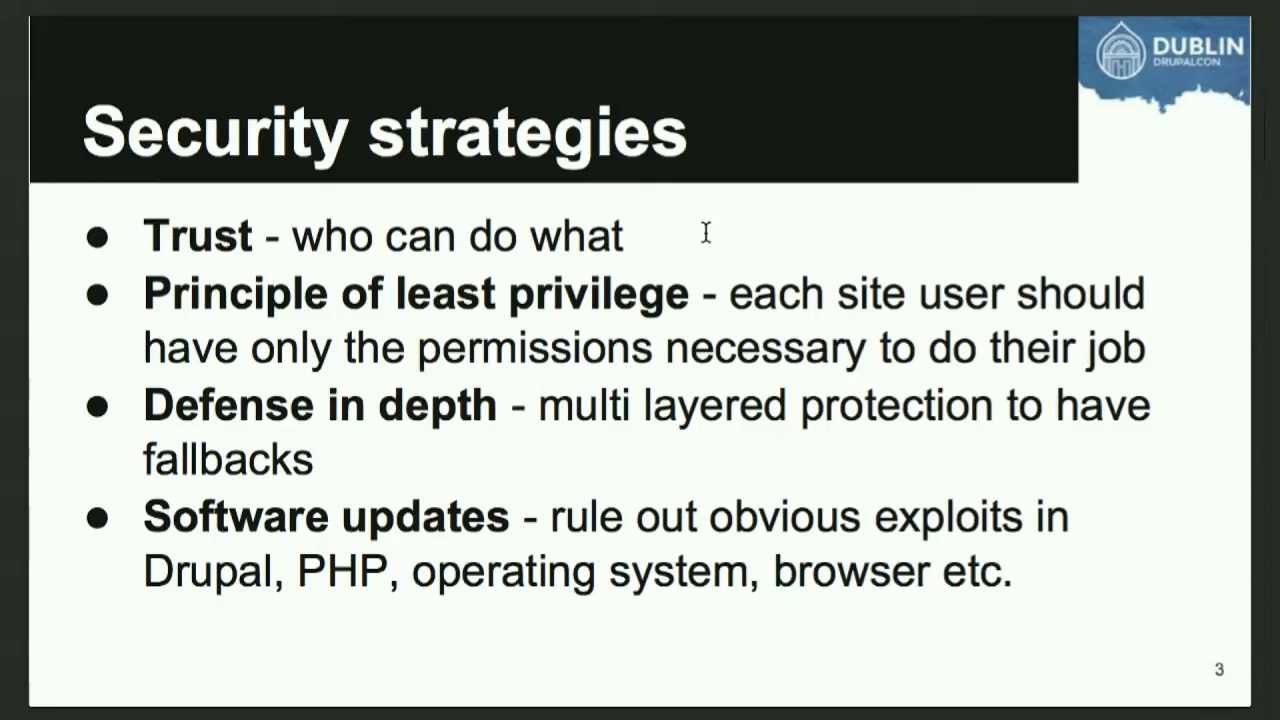 DUBLIN
DRUPALCON
Security strategies
● Trust - who can do what
● Principle of least privilege - each site user should
have only the permissions necessary to do their job
● Defense in depth - multi layered protection to have
fallbacks
● Software updates - rule out obvious exploits in
Drupal, PHP, operating system, browser etc.
3